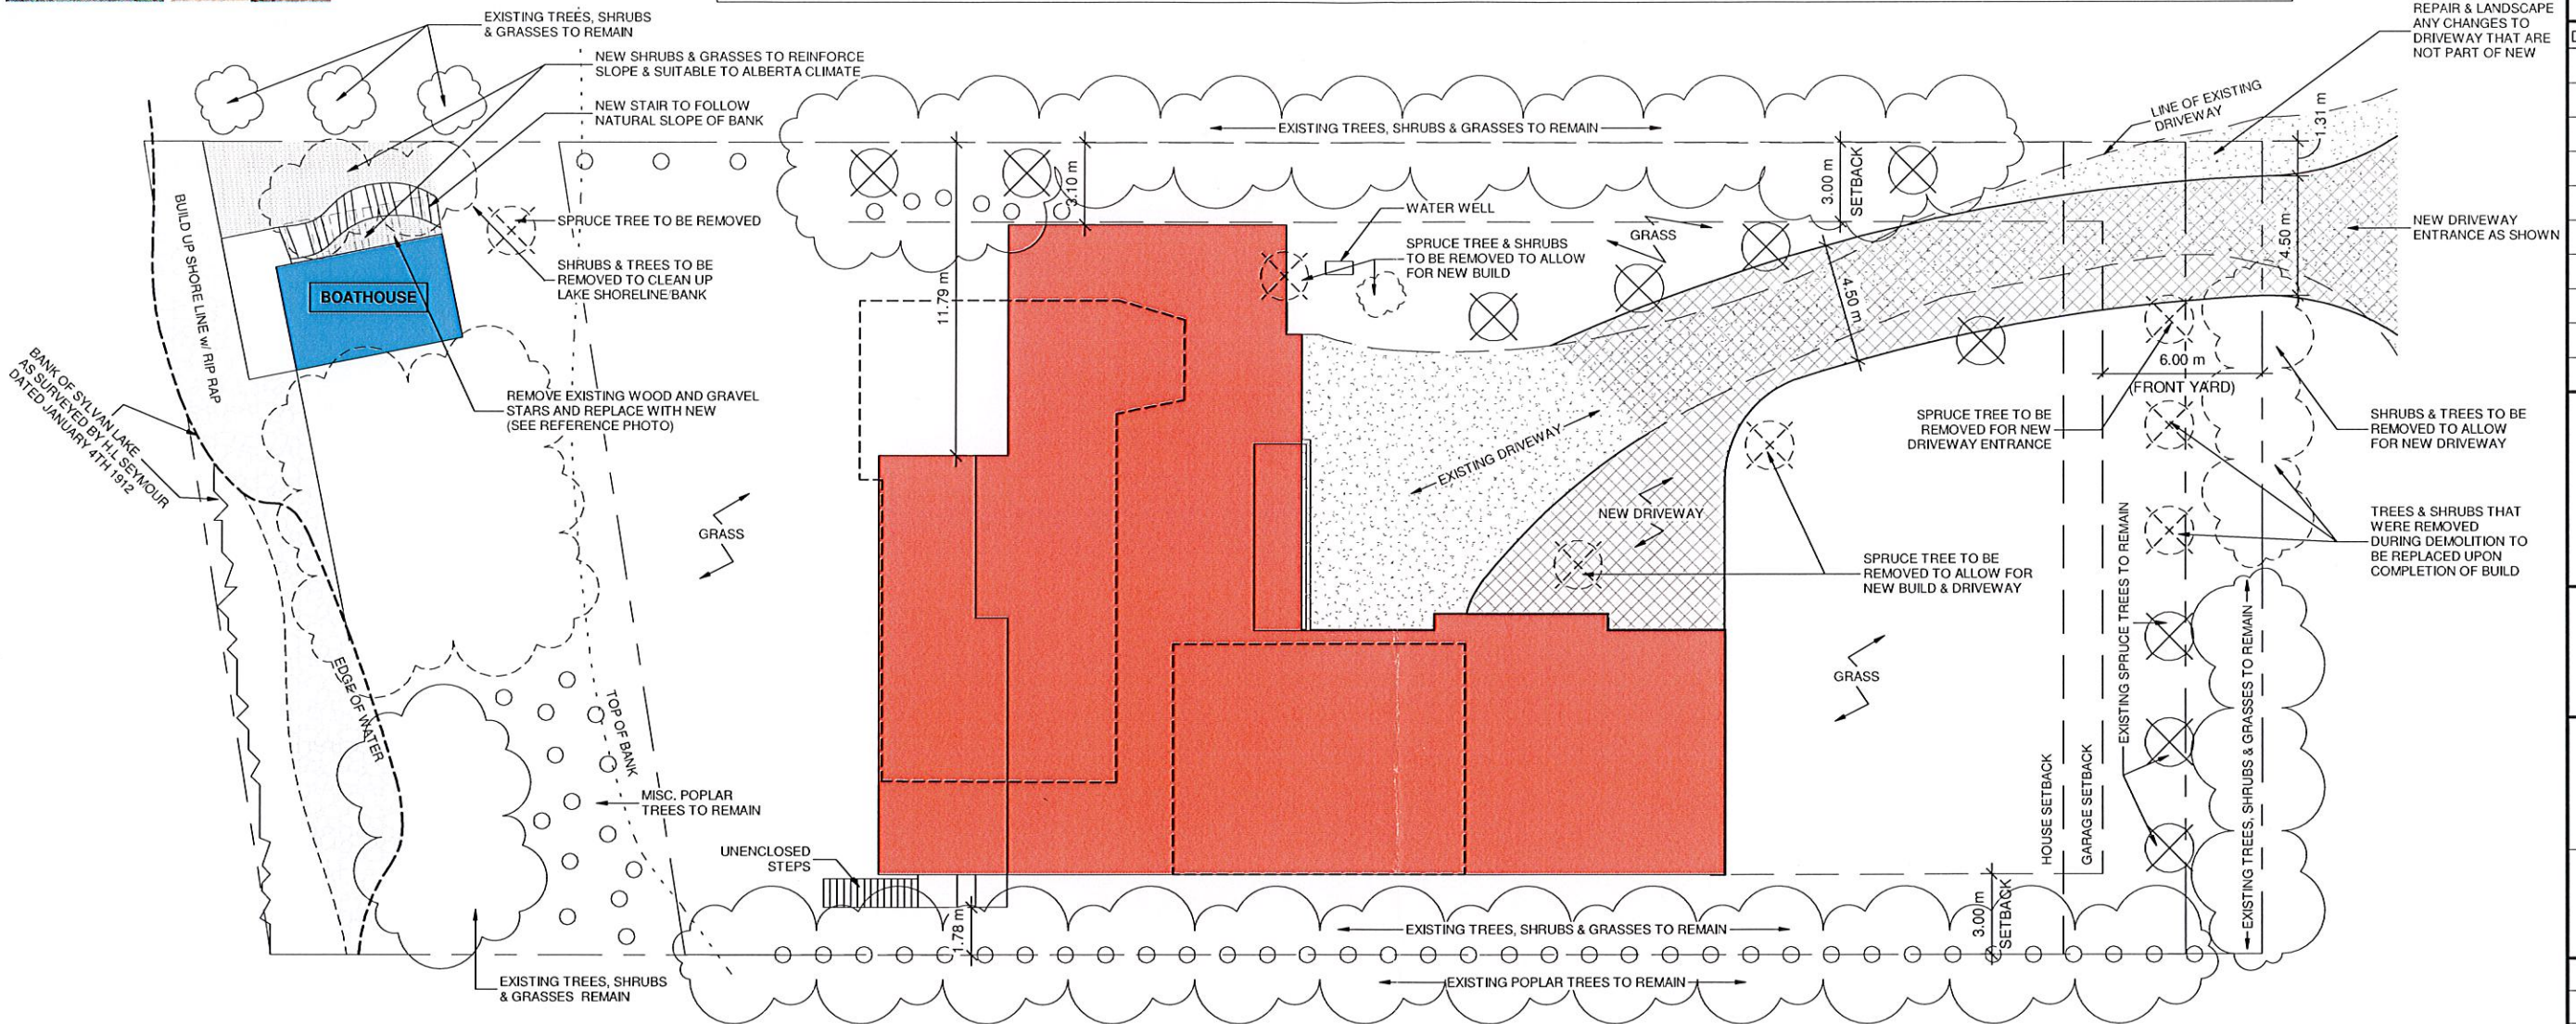 EXISTING TREES, SHRUBS
& GRASSES TO REMAIN
NEW SHRUBS & GRASSES TO REINFORCE
SLOPE & SUITABLE TO ALBERTA CLIMATE
NEW STAIR TO FOLLOW
NATURAL SLOPE OF BANK
SPRUCE TREE TO BE REMOVED
SHRUBS & TREES TO BE
REMOVED TO CLEAN UP
LAKE SHORELINE/BANK
BUILD UP SHORE LINE w/ RIP RAP
BOATHOUSE
REMOVE EXISTING WOOD AND GRAVEL
STARS AND REPLACE WITH NEW
(SEE REFERENCE PHOTO)
BANK OF SYLVAN LAKE
AS SURVEYED BY H.L SEYMOUR
DATED JANUARY 4TH 1912
EDGE OF WATER
TOP OF BANK
MISC. POPLAR
TREES TO REMAIN
EXISTING TREES, SHRUBS
& GRASSES REMAIN
GRASS
UNENCLOSED
STEPS
1.78 m
11.79 m
3.10 m
EXISTING TREES, SHRUBS & GRASSES TO REMAIN
WATER WELL
SPRUCE TREE & SHRUBS
TO BE REMOVED TO ALLOW
FOR NEW BUILD
GRASS
3.00 m
SETBACK
4.50 m
EXISTING DRIVEWAY
NEW DRIVEWAY
SPRUCE TREE TO BE
REMOVED TO ALLOW FOR
NEW BUILD & DRIVEWAY
GRASS
SPRUCE TREE TO BE
REMOVED FOR NEW
DRIVEWAY ENTRANCE
LINE OF EXISTING
DRIVEWAY
REPAIR & LANDSCAPE
ANY CHANGES TO
DRIVEWAY THAT ARE
NOT PART OF NEW
1.31 m
4.50 m
NEW DRIVEWAY
ENTRANCE AS SHOWN
6.00 m
(FRONT YARD)
SHRUBS & TREES TO BE
REMOVED TO ALLOW
FOR NEW DRIVEWAY
TREES & SHRUBS THAT
WERE REMOVED
DURING DEMOLITION TO
BE REPLACED UPON
COMPLETION OF BUILD
EXISTING SPRUCE TREES TO REMAIN
EXISTING TREES, SHRUBS & GRASSES TO REMAIN
HOUSE SETBACK
GARAGE SETBACK
3.00 m
SETBACK
EXISTING TREES, SHRUBS & GRASSES TO REMAIN
EXISTING POPLAR TREES TO REMAIN